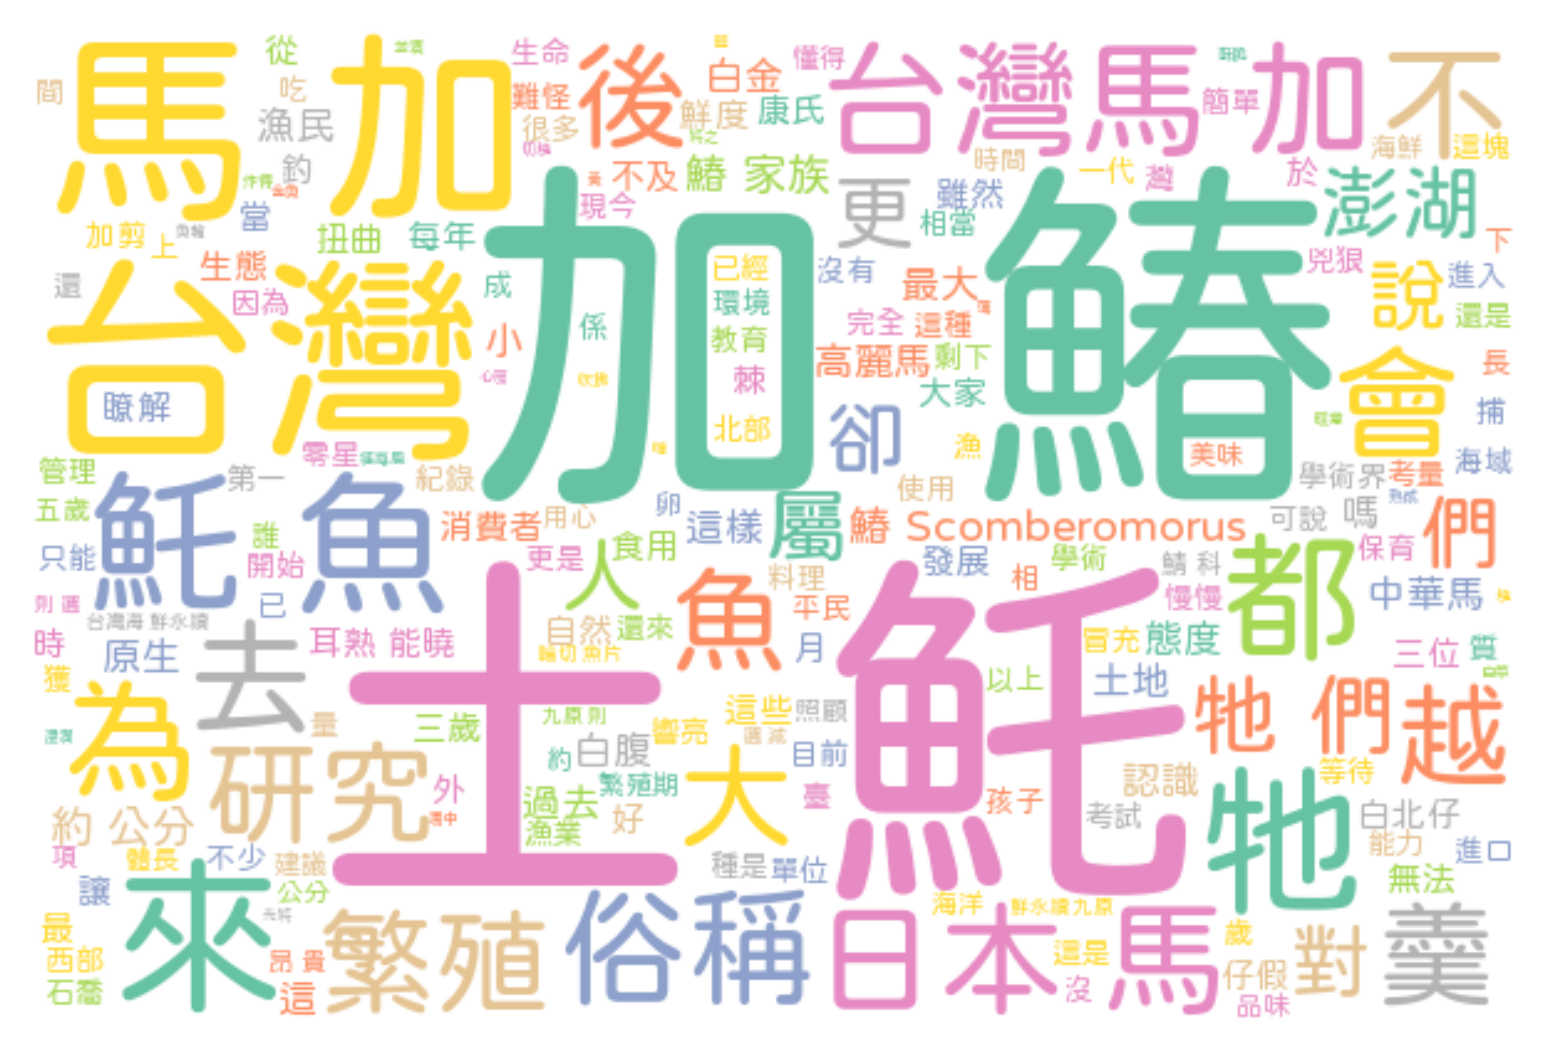 馬加
後
台灣馬加
不
從
生命
白金
懂得
間
吃
難怪
很多
鮮度
康氏
簡單
漁民
海鮮
這塊
釣
不及
鰆 家族
時間
一代
灣
於
澎湖
當
現今
更
雖然
相當
加剪
上
扭曲
每年
加鰆
下
生態
因為
還
成
已經
沒有
最大
兇狠
說
進入
台灣
環境
係
小
教育
完全
這種
還是
高麗馬
剩下
棘
大家
會
長
瞭解
北部
卻
捕
漁
美味
零星
管理
第一
紀錄
學術界
考量
海域
魠魚
五歲
誰
消費者
用心
卵
這樣
屬
使用
鰆 Scomberomorus
可說
嗎
們
只能
開始
更是
人
食用
發展
學術
鯖 科
保育
都
魚
料理
相
慢慢
中華馬
則 遷
已
台灣海 鮮永續
平民
時
原生
耳熟 能曉
自然
還來
月
冒充
態度
三位
質
去
輪切 魚片
土魠
以上
土地
獲
為
量
三歲
九原則
響亮
這些
照顧
牠 們
越
研究
約
白腹
目前
認識
等待
外
繁殖期
大
臺
孩子
牠
約 公分
過去
漁業
好
考試
白北仔
能力
項
體長
不少
建議
種是
單位
進口
讓
來
公分
無法
海洋
鮮永續九原
最
繁殖
俗稱
日本馬
歲
對
羹
西部
昂 貴
這是
仔假
石喬
這
沒
品味